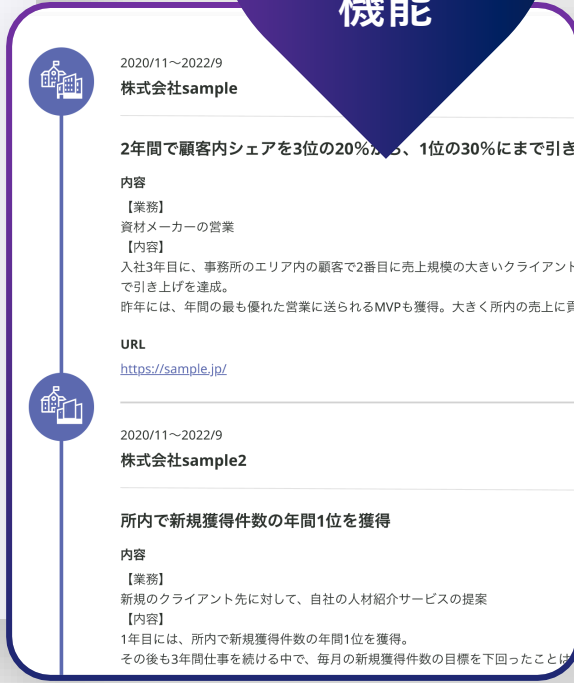 機能
2020/11～2022/9
株式会社sample
2年間で顧客内シェアを3位の20％から、1位の30％にまで引き
内容
【業務】
資材メーカーの営業
【内容】
入社3年目に、事務所のエリア内の顧客で2番目に売上規模の大きいクライアント
で引き上げを達成。
昨年には、年間の最も優れた営業に送られるMVPも獲得。大きく所内の売上に貢
URL
https://sample.jp/
2020/11～2022/9
株式会社sample2
所内で新規獲得件数の年間1位を獲得
内容
【業務】
新規のクライアント先に対して、自社の人材紹介サービスの提案
【内容】
1年目には、所内で新規獲得件数の年間1位を獲得。
その後も3年間仕事を続ける中で、毎月の新規獲得件数の目標を下回ったことは